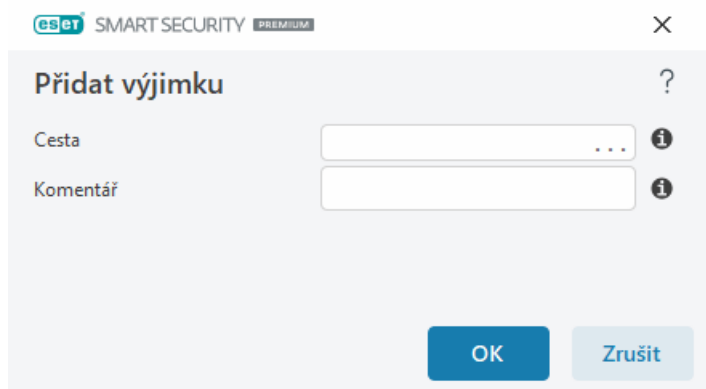 eset SMART SECURITY PREMIUM
Přidat výjimku
?
Cesta
...
Komentář
OK Zrušit